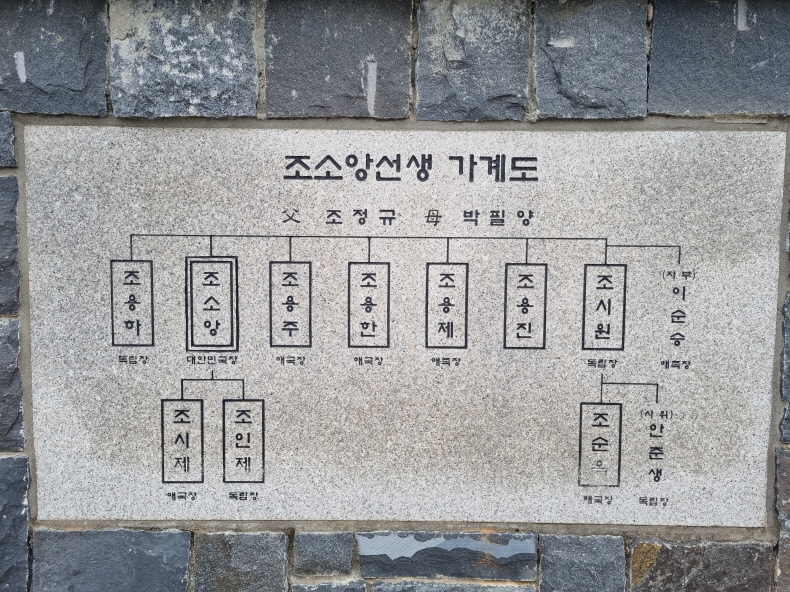 조소앙선생 가계도
父 조정규 母 박필양
조용하 조소앙 조용주 조용한 조용제 조용진 조시원 (자부) 이순승
독립장 대한민국장 애국장 애국장 애족장 독립장 애족장
조시제 조인제 조순옥 (사위) 안춘생
애국장 독립장 애국장 독립장